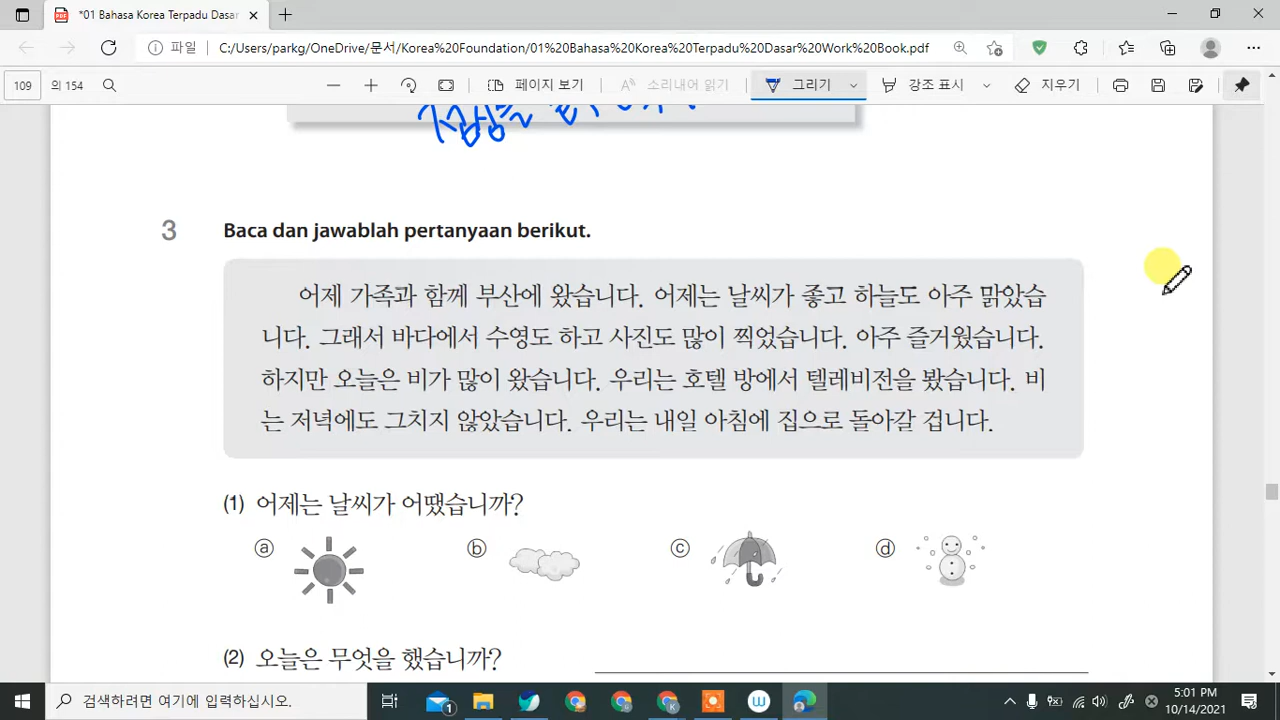 *01 Bahasa Korea Terpadu Dasar
파일 C:/Users/parkg/OneDrive/문서/Korea%20Foundation/01%20Bahasa%20Korea%20Terpadu%20Dasar%20Work%20Book.pdf
109 의 154 페이지 보기 소리내어 읽기 그리기 강조 표시 지우기
3 Baca dan jawablah pertanyaan berikut.
어제 가족과 함께 부산에 왔습니다. 어제는 날씨가 좋고 하늘도 아주 맑았습
니다. 그래서 바다에서 수영도 하고 사진도 많이 찍었습니다. 아주 즐거웠습니다.
하지만 오늘은 비가 많이 왔습니다. 우리는 호텔 방에서 텔레비전을 봤습니다. 비
는 저녁에도 그치지 않았습니다. 우리는 내일 아침에 집으로 돌아갈 겁니다.
(1) 어제는 날씨가 어땠습니까?
ⓐ ⓑ ⓒ ⓓ
(2) 오늘은 무엇을 했습니까?
검색하려면 여기에 입력하십시오.
5:01 PM
10/14/2021